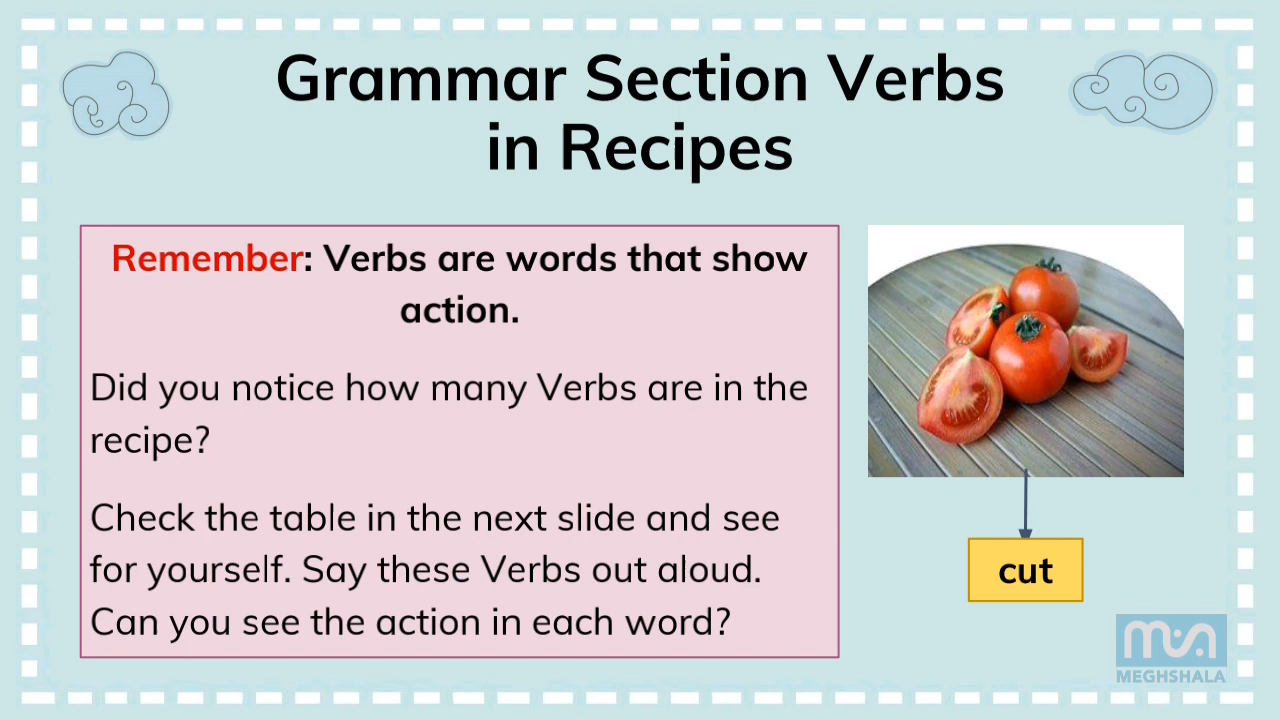 Grammar Section Verbs
in Recipes
Remember: Verbs are words that show
action.
Did you notice how many Verbs are in the
recipe?
Check the table in the next slide and see
for yourself. Say these Verbs out aloud.
Can you see the action in each word?
cut
MEGHSHALA